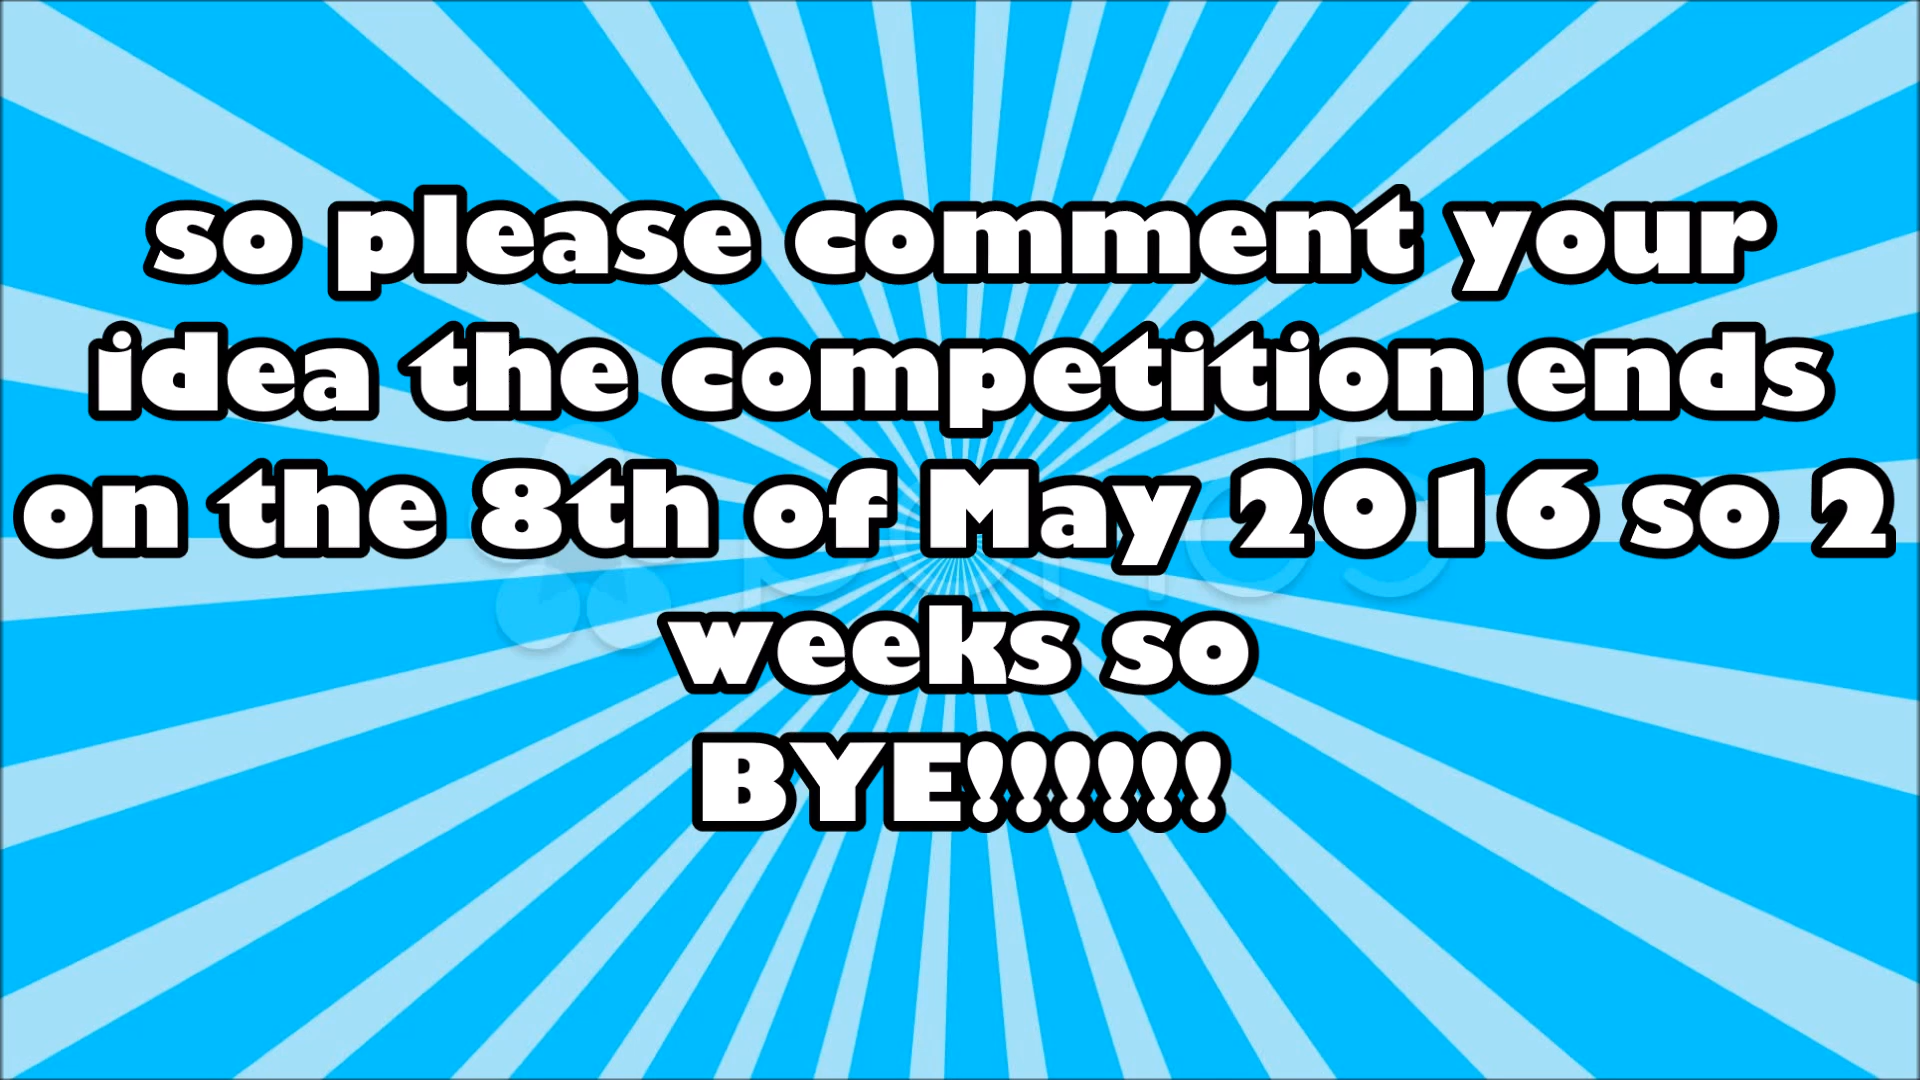 so please comment your
idea the competition ends
on the 8th of May 2016 so 2
weeks so
BYE!!!!!!
pond5